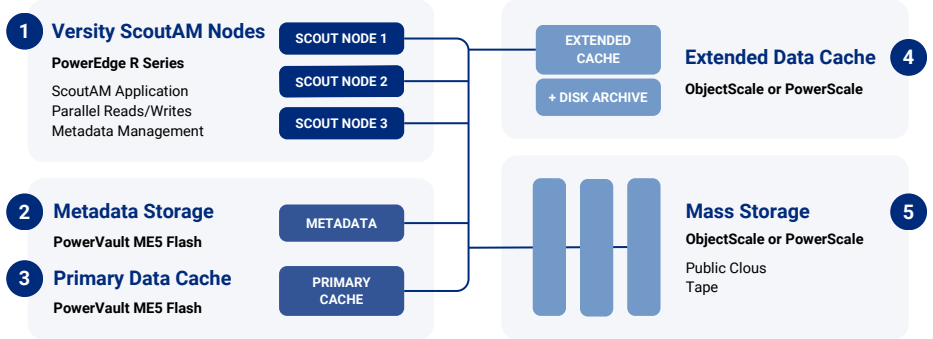 1
Versity ScoutAM Nodes
PowerEdge R Series
ScoutAM Application
Parallel Reads/Writes
Metadata Management
SCOUT NODE 1
SCOUT NODE 2
SCOUT NODE 3
2
Metadata Storage
PowerVault ME5 Flash
METADATA
3
Primary Data Cache
PowerVault ME5 Flash
PRIMARY
CACHE
EXTENDED
CACHE
+ DISK ARCHIVE
Extended Data Cache
4
ObjectScale or PowerScale
Mass Storage
5
ObjectScale or PowerScale
Public Clous
Tape